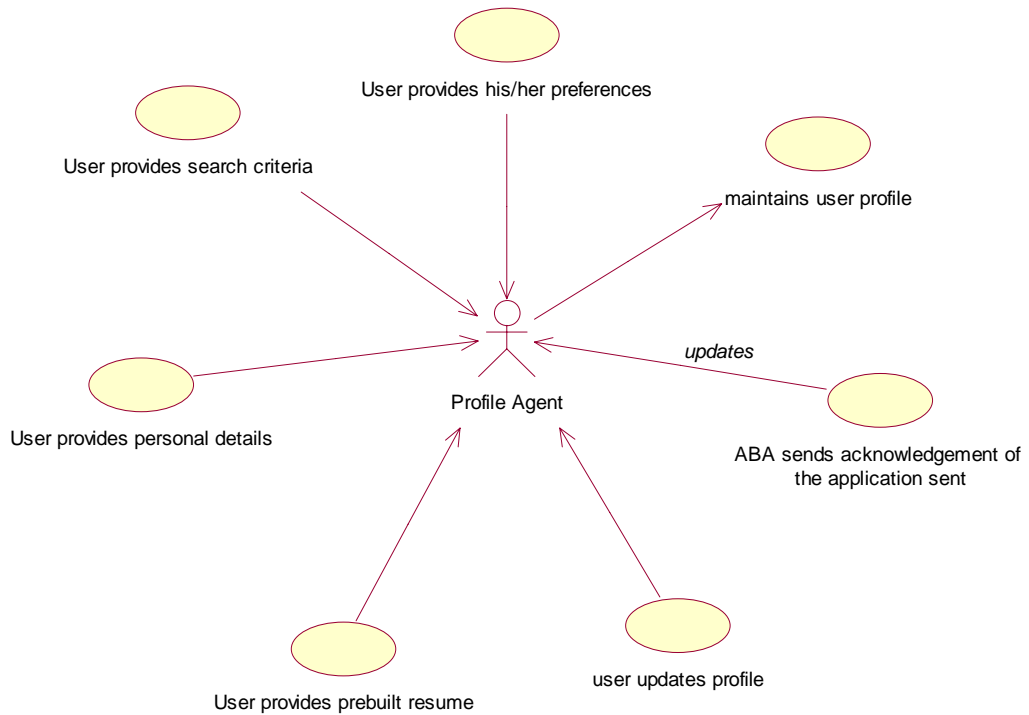 User provides his/her preferences
User provides search criteria
maintains user profile
updates
Profile Agent
User provides personal details
ABA sends acknowledgement of
the application sent
user updates profile
User provides prebuilt resume